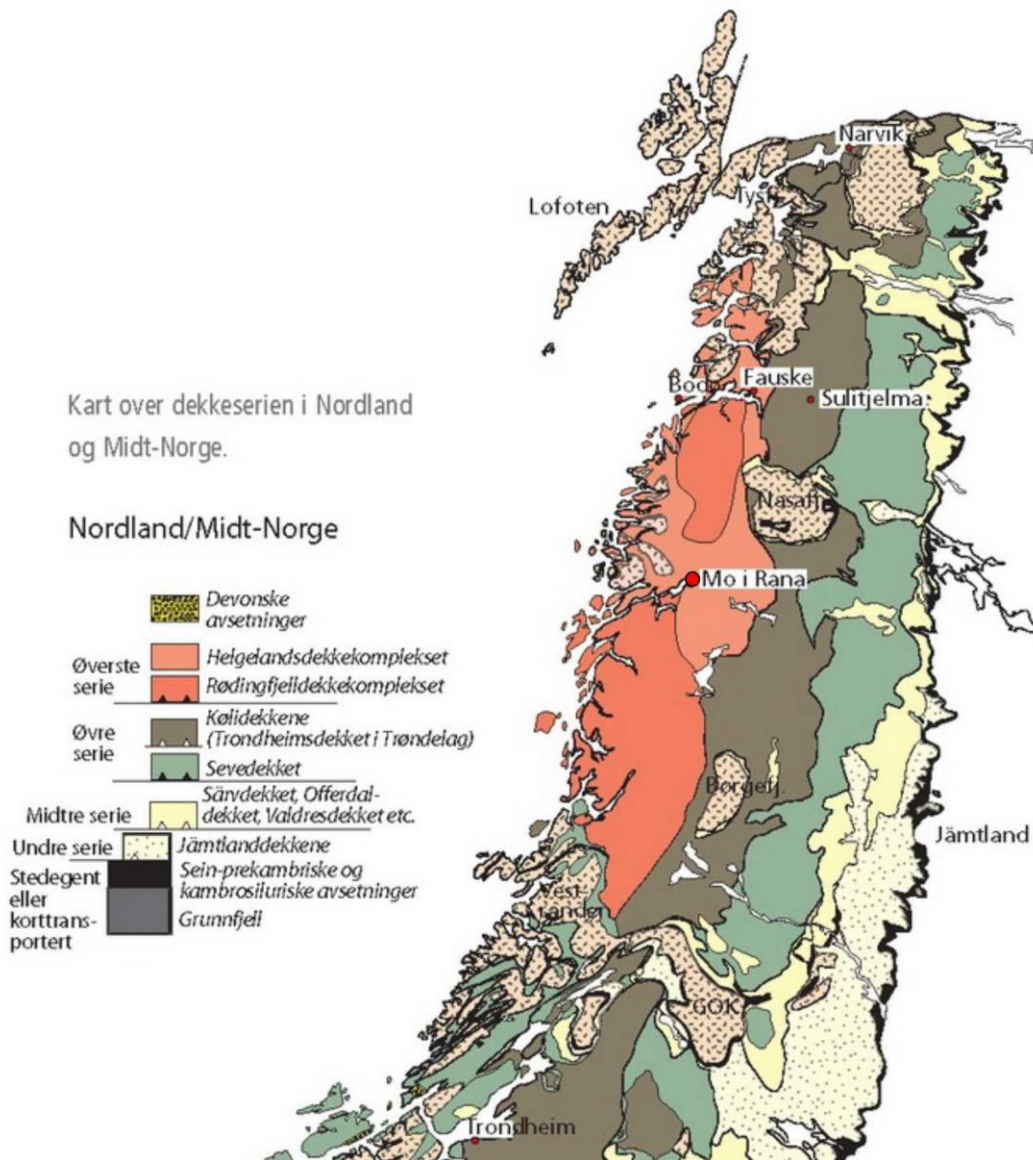 Narvik
Tysf.
Lofoten
Bodø
Fauske
Sulitjelma
Kart over dekkeserien i Nordland
og Midt-Norge.
Nasafj.
Nordland/Midt-Norge
Mo i Rana
Devonske
avsetninger
Øverste
serie
Helgelandsdekkekomplekset
Rødingfjelldekkekomplekset
Øvre
serie
Kølidekkene
(Trondheimsdekket i Trøndelag)
Sevedekket
Midtre serie
Särvdekket, Offerdal-
dekket, Valdresdekket etc.
Undre serie
Jämtlanddekkene
Stedegent
eller
korttrans-
portert
Sein-prekambriske og
kambrosiluriske avsetninger
Grunnfjell
Børgefj.
Jämtland
Vest-
randen
GOK
Trondheim